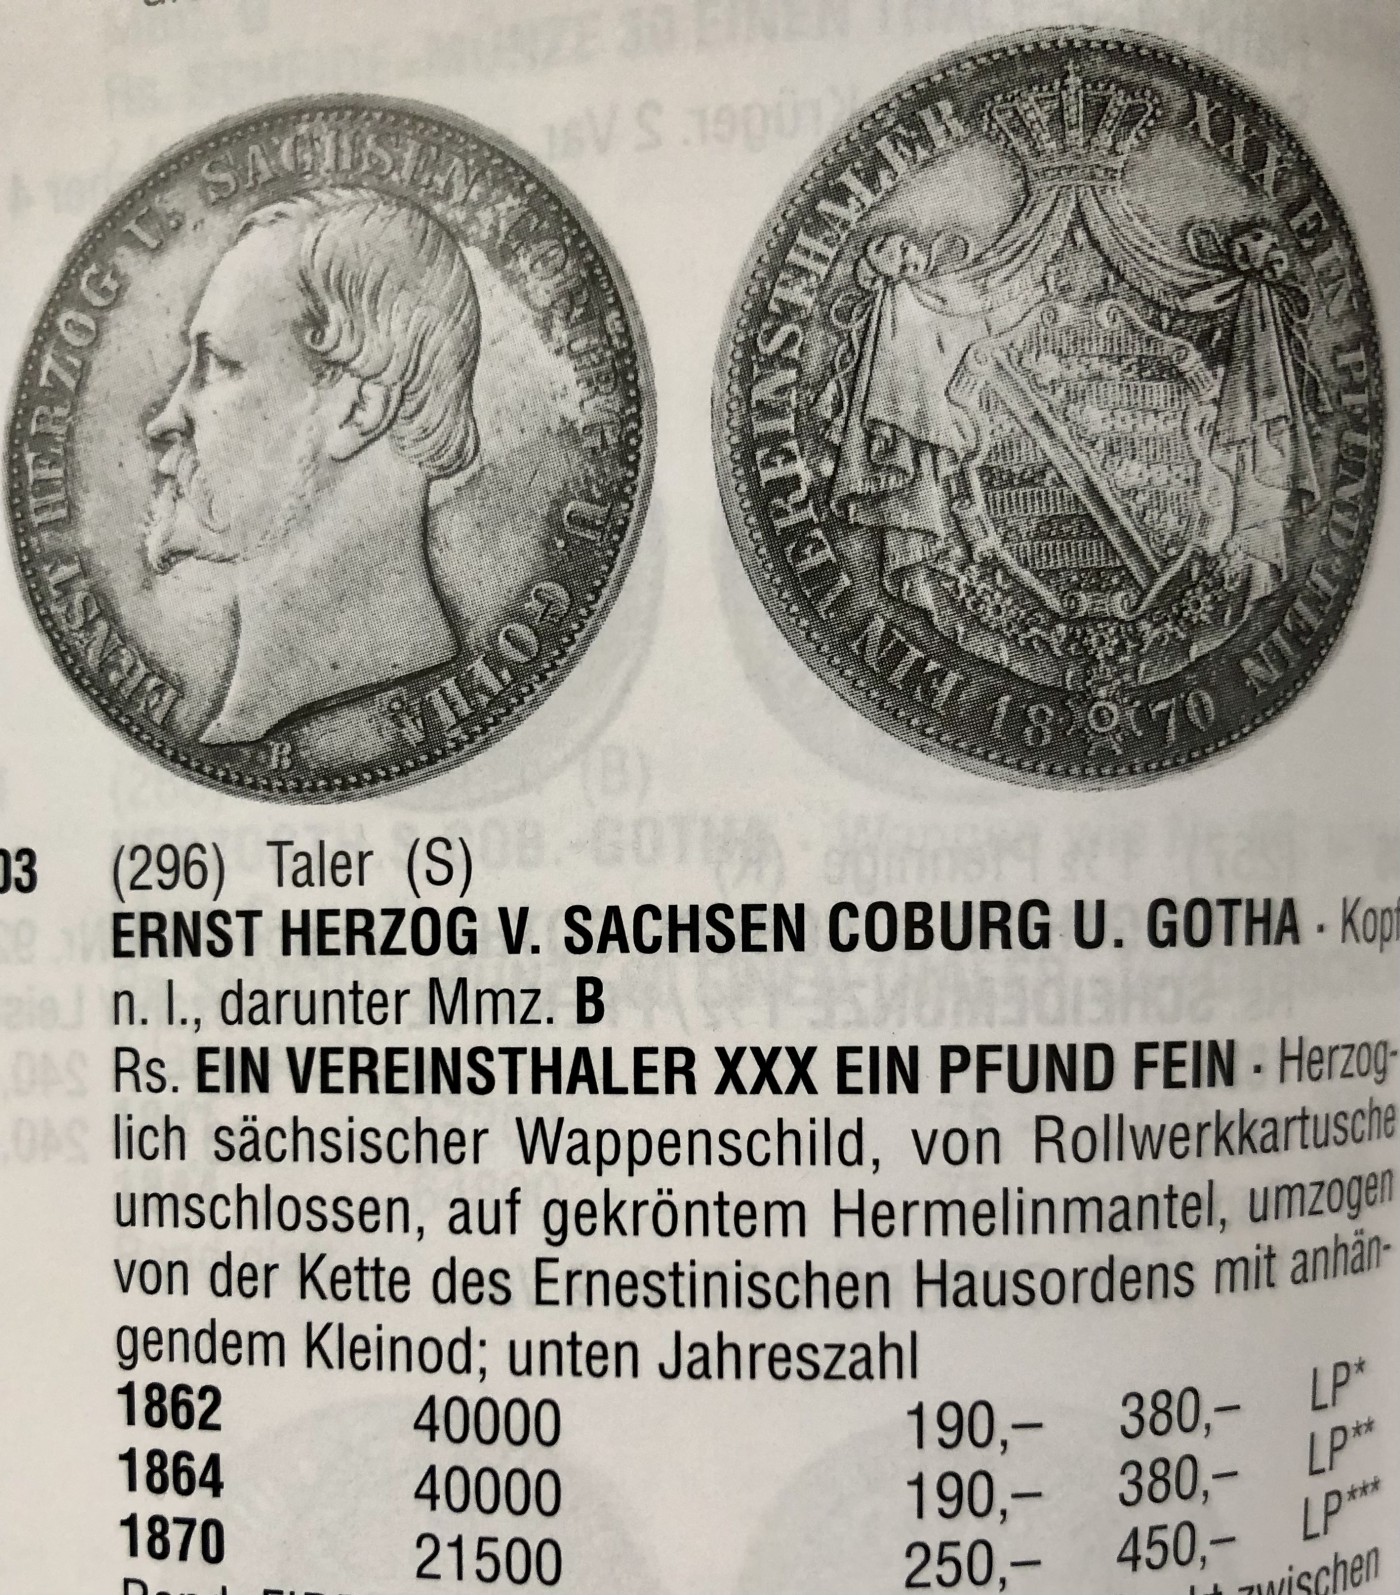 ERNST HERZOG V. SACHSEN COBURG U. GOTHA
B
EIN VEREINSTHALER XXX EIN PFUND FEIN
18 70
03 (296) Taler (S)
ERNST HERZOG V. SACHSEN COBURG U. GOTHA · Kopf
n. l., darunter Mmz. B
Rs. EIN VEREINSTHALER XXX EIN PFUND FEIN · Herzog-
lich sächsischer Wappenschild, von Rollwerkkartusche
umschlossen, auf gekröntem Hermelinmantel, umzogen
von der Kette des Ernestinischen Hausordens mit anhän-
gendem Kleinod; unten Jahreszahl
1862 40000 190,– 380,– LP*
1864 40000 190,– 380,– LP**
1870 21500 250,– 450,– LP***
zwischen